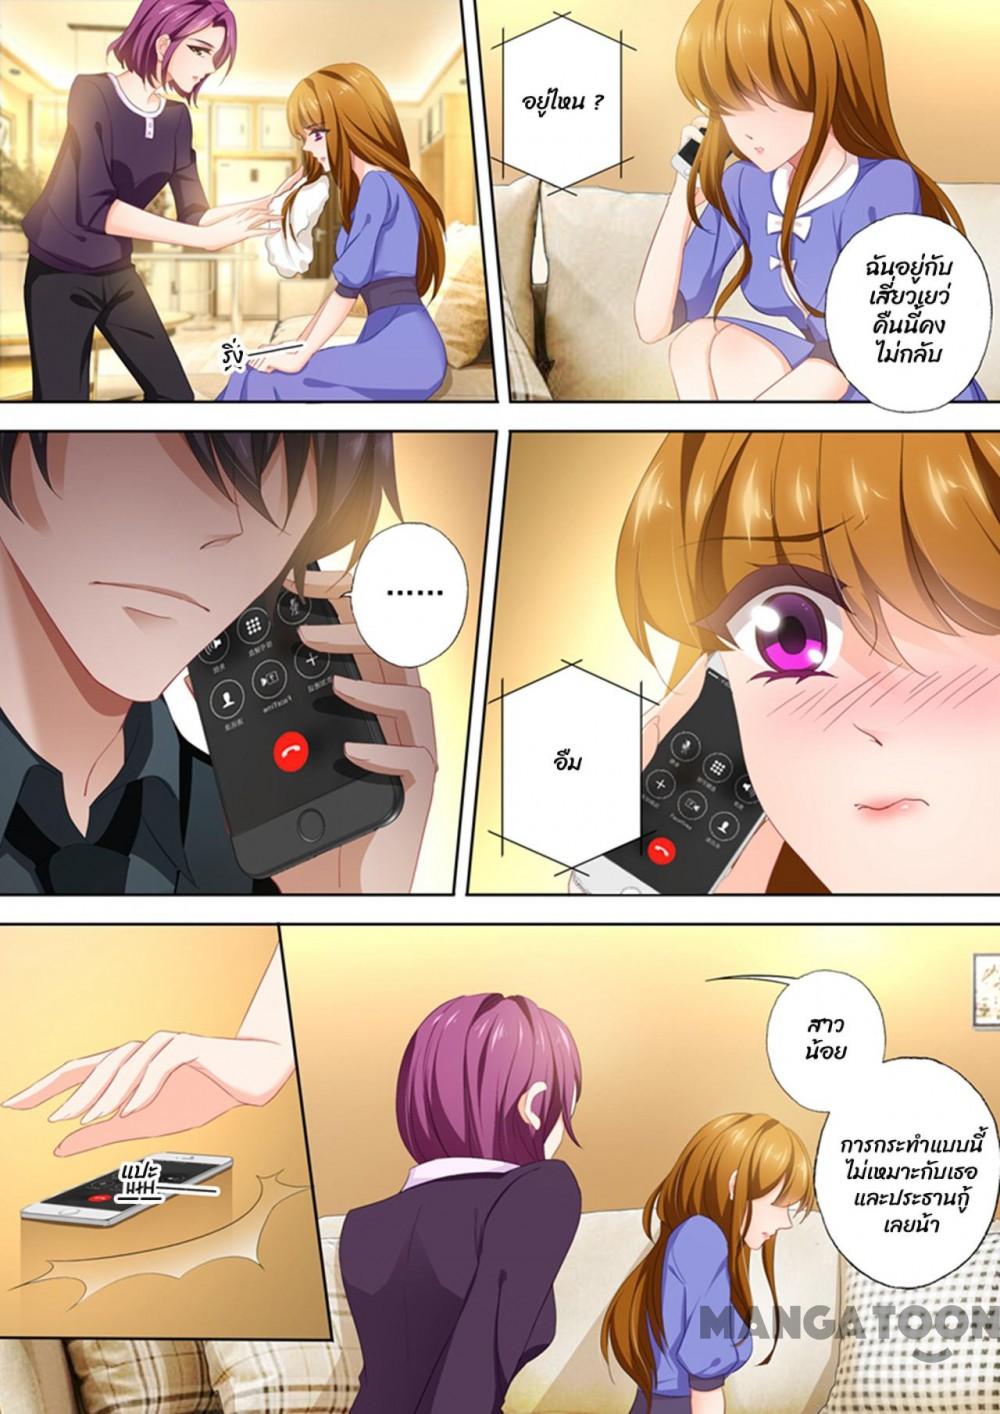 ริ่ง
อยู่ไหน ?
ฉันอยู่กับ
เสี่ยวเยว่
คืนนี้คง
ไม่กลับ
......
อืม
แปะ
สาว
น้อย
การกระทำแบบนี้
ไม่เหมาะกับเธอ
และประธานกู้
เลยน้า
MANGATOON